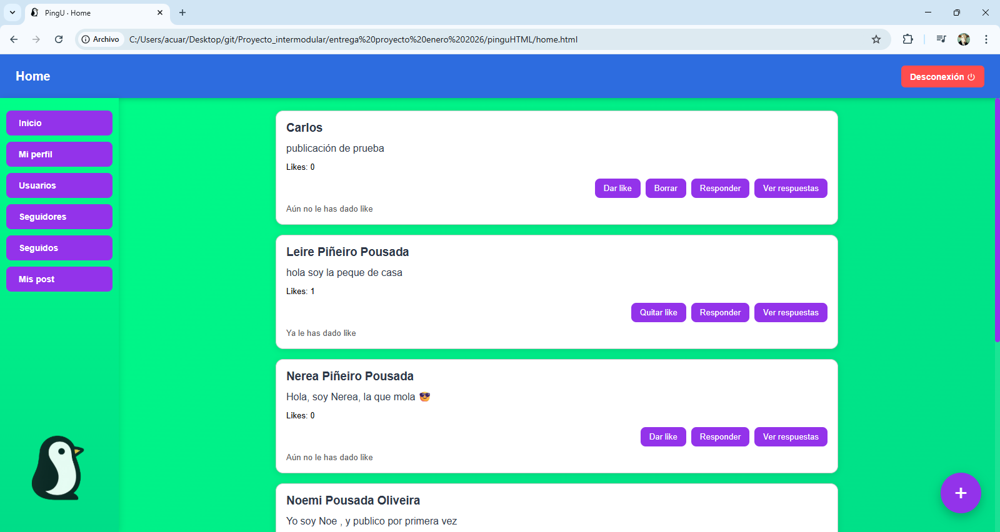 PingU · Home
Archivo
C:/Users/acuar/Desktop/git/Proyecto_intermodular/entrega%20proyecto%20enero%202026/pinguHTML/home.html
Home
Desconexión
Inicio
Mi perfil
Usuarios
Seguidores
Seguidos
Mis post
Carlos
publicación de prueba
Likes: 0
Dar like Borrar Responder Ver respuestas
Aún no le has dado like
Leire Piñeiro Pousada
hola soy la peque de casa
Likes: 1
Quitar like Responder Ver respuestas
Ya le has dado like
Nerea Piñeiro Pousada
Hola, soy Nerea, la que mola 😎
Likes: 0
Dar like Responder Ver respuestas
Aún no le has dado like
Noemi Pousada Oliveira
Yo soy Noe , y publico por primera vez
+